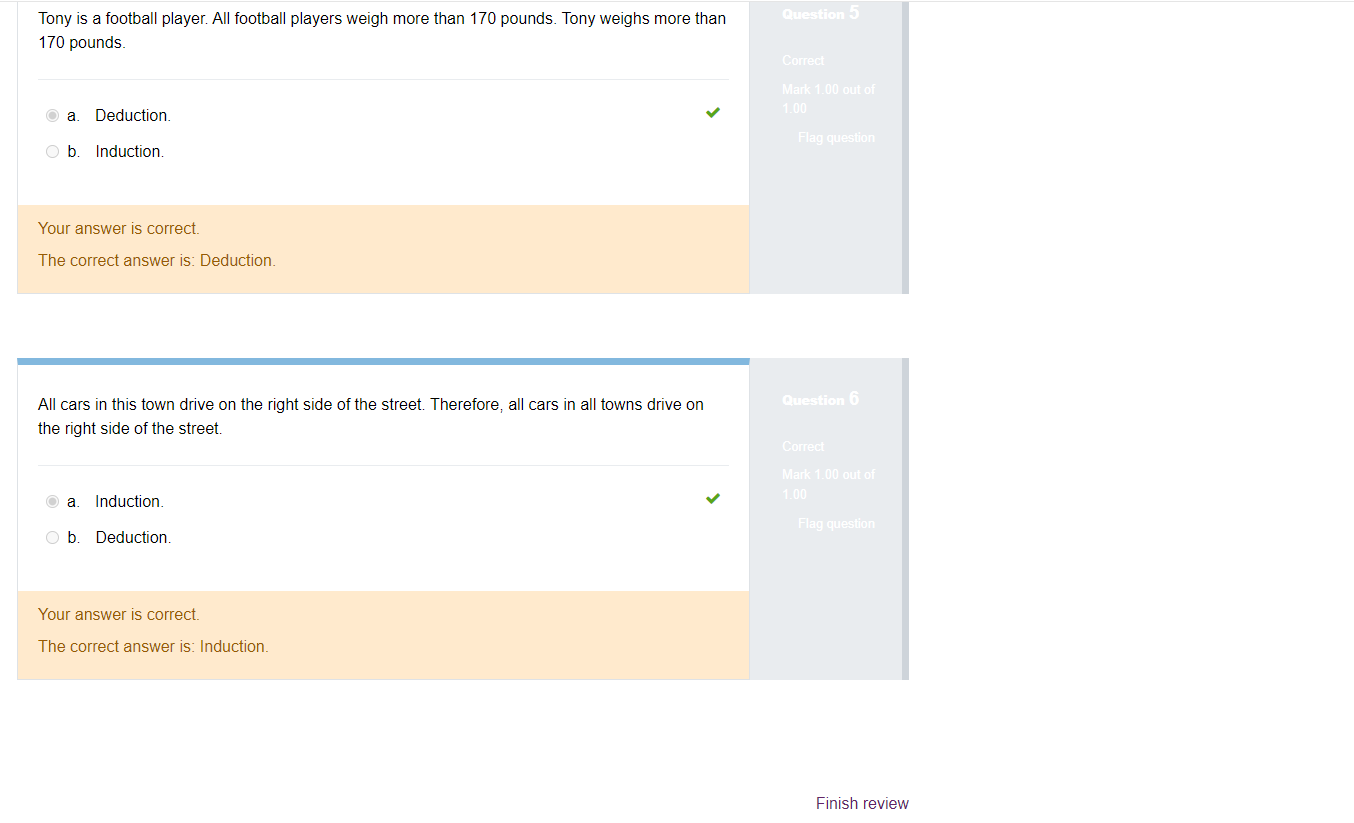 Tony is a football player. All football players weigh more than 170 pounds. Tony weighs more than
170 pounds.
a. Deduction.
b. Induction.
Your answer is correct.
The correct answer is: Deduction.
Question 5
Correct
Mark 1.00 out of
1.00
Flag question
All cars in this town drive on the right side of the street. Therefore, all cars in all towns drive on
the right side of the street.
a. Induction.
b. Deduction.
Your answer is correct.
The correct answer is: Induction.
Question 6
Correct
Mark 1.00 out of
1.00
Flag question
Finish review